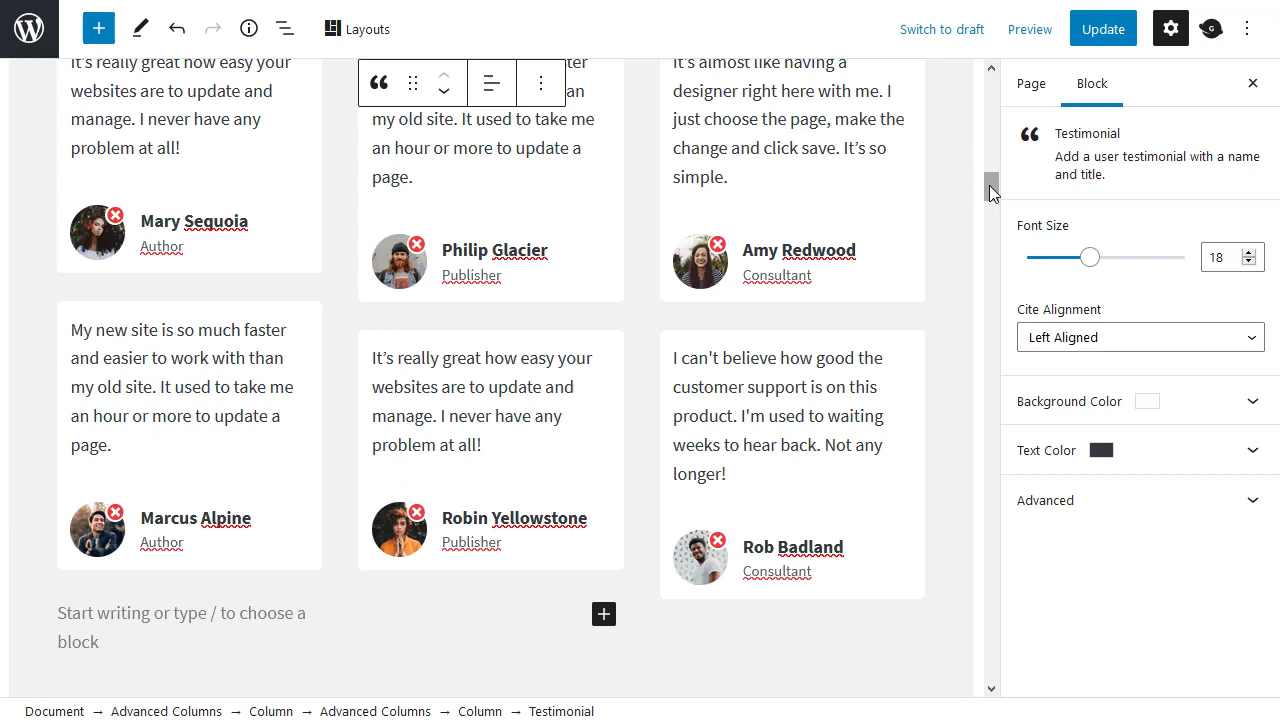 Layouts
Switch to draft
Preview
Update
G
It's really great how easy your
websites are to update and
manage. I never have any
problem at all!
Mary Sequoia
Author
ter
an
my old site. It used to take me
an hour or more to update a
page.
Philip Glacier
Publisher
It's almost like having a
designer right here with me. I
just choose the page, make the
change and click save. It's so
simple.
Amy Redwood
Consultant
My new site is so much faster
and easier to work with than
my old site. It used to take me
an hour or more to update a
page.
Marcus Alpine
Author
It's really great how easy your
websites are to update and
manage. I never have any
problem at all!
Robin Yellowstone
Publisher
I can't believe how good the
customer support is on this
product. I'm used to waiting
weeks to hear back. Not any
longer!
Rob Badland
Consultant
Start writing or type / to choose a
block
Page
Block
Testimonial
Add a user testimonial with a name
and title.
Font Size
18
Cite Alignment
Left Aligned
Background Color
Text Color
Advanced
Document → Advanced Columns → Column → Advanced Columns → Column → Testimonial